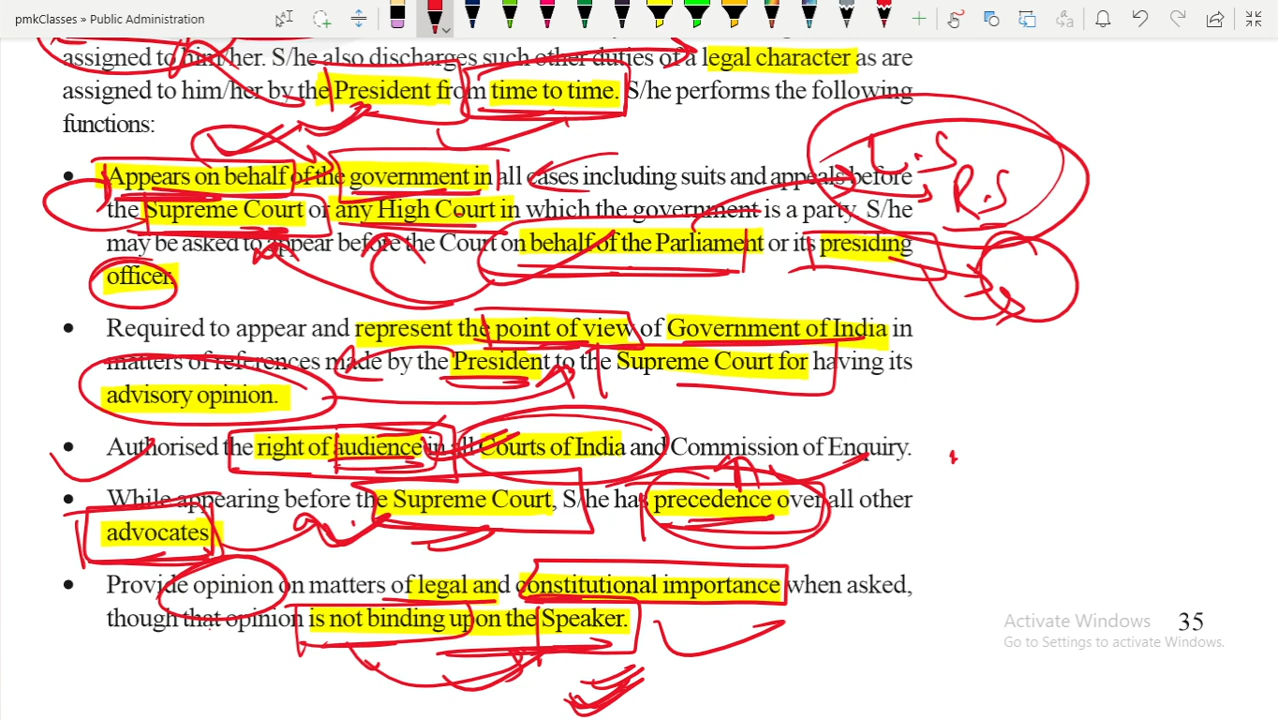 pmkClasses » Public Administration
assigned to him/her. S/he also discharges such other duties of a legal character as are
assigned to him/her by the President from time to time. S/he performs the following
functions:
• Appears on behalf of the government in all cases including suits and appeals before
the Supreme Court or any High Court in which the government is a party. S/he
may be asked to appear before the Court on behalf of the Parliament or its presiding
officer.
L.S
R.S
• Required to appear and represent the point of view of Government of India in
matters of references made by the President to the Supreme Court for having its
advisory opinion.
• Authorised the right of audience in all Courts of India and Commission of Enquiry.
• While appearing before the Supreme Court, S/he has precedence over all other
advocates
• Provide opinion on matters of legal and constitutional importance when asked,
though that opinion is not binding upon the Speaker.
Activate Windows
Go to Settings to activate Windows.
35